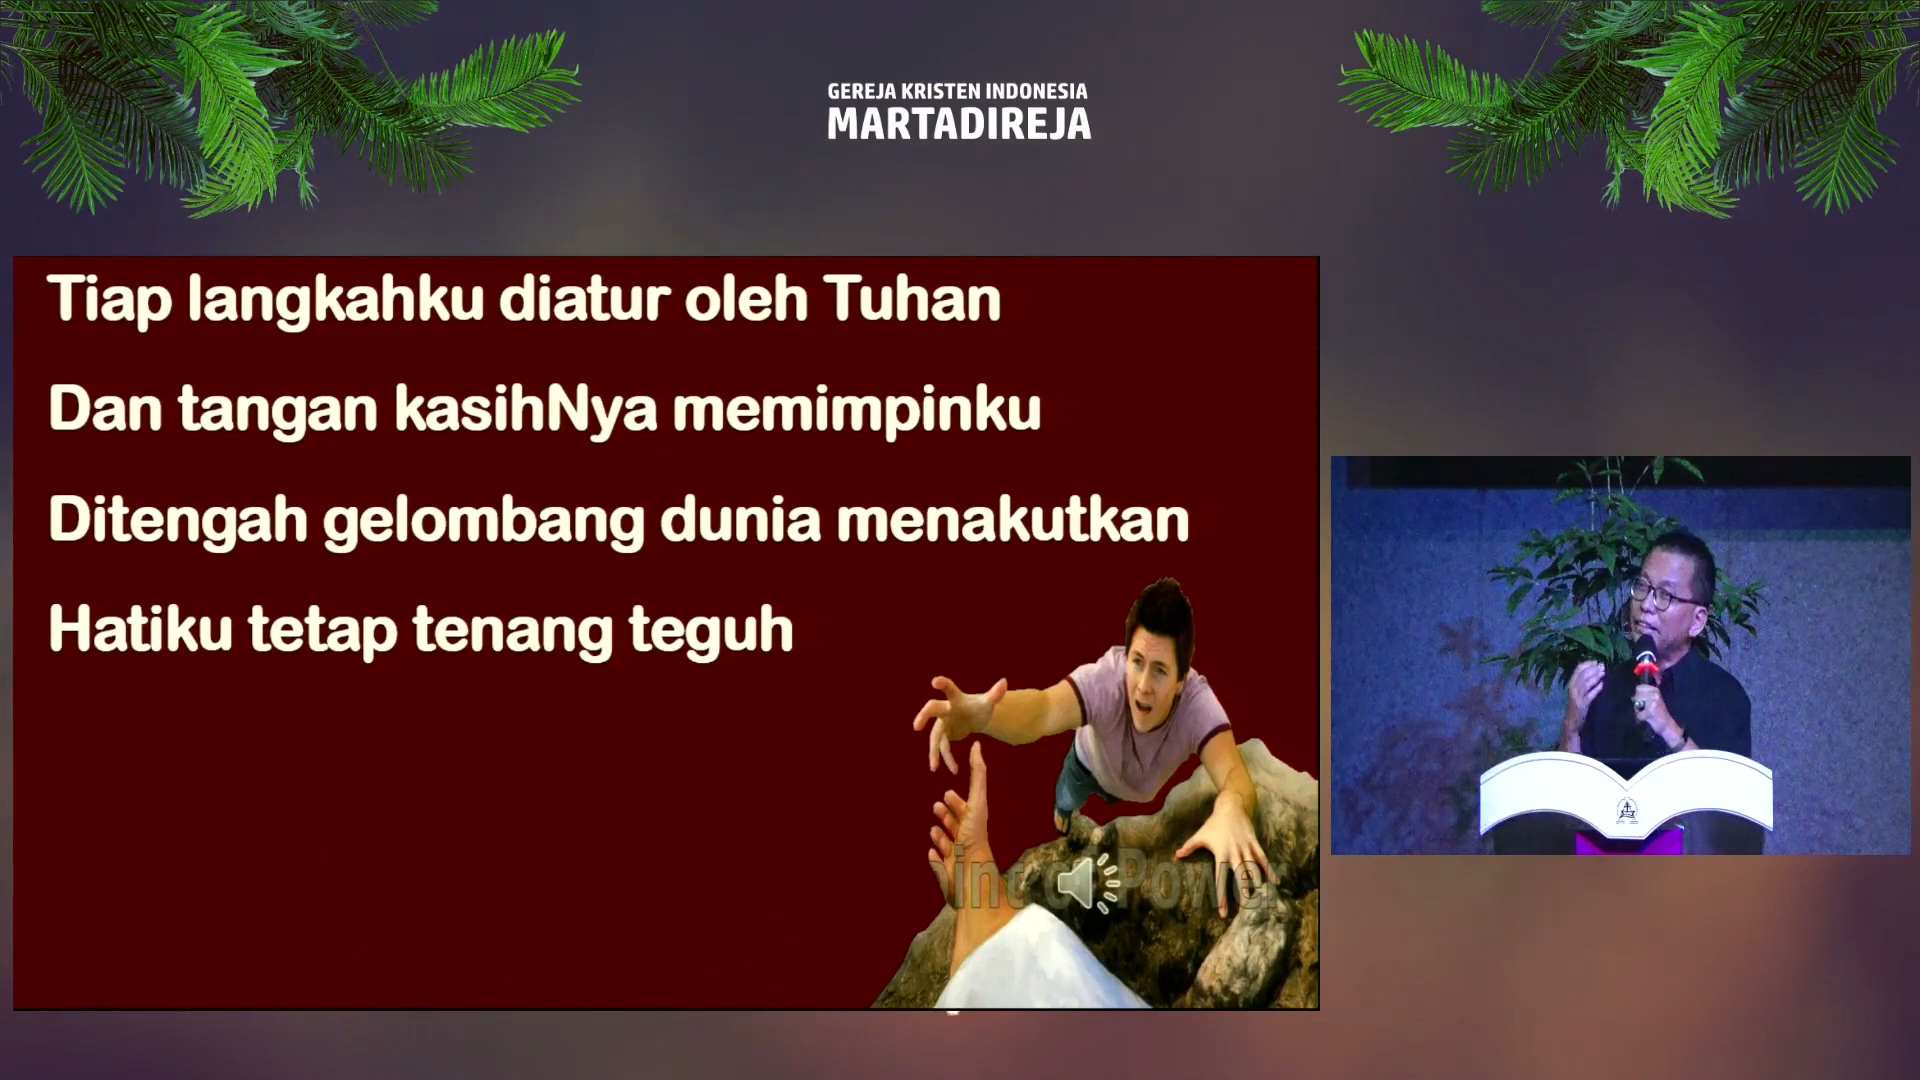 GEREJA KRISTEN INDONESIA
MARTADIREJA
Tiap langkahku diatur oleh Tuhan
Dan tangan kasihNya memimpinku
Ditengah gelombang dunia menakutkan
Hatiku tetap tenang teguh
Power